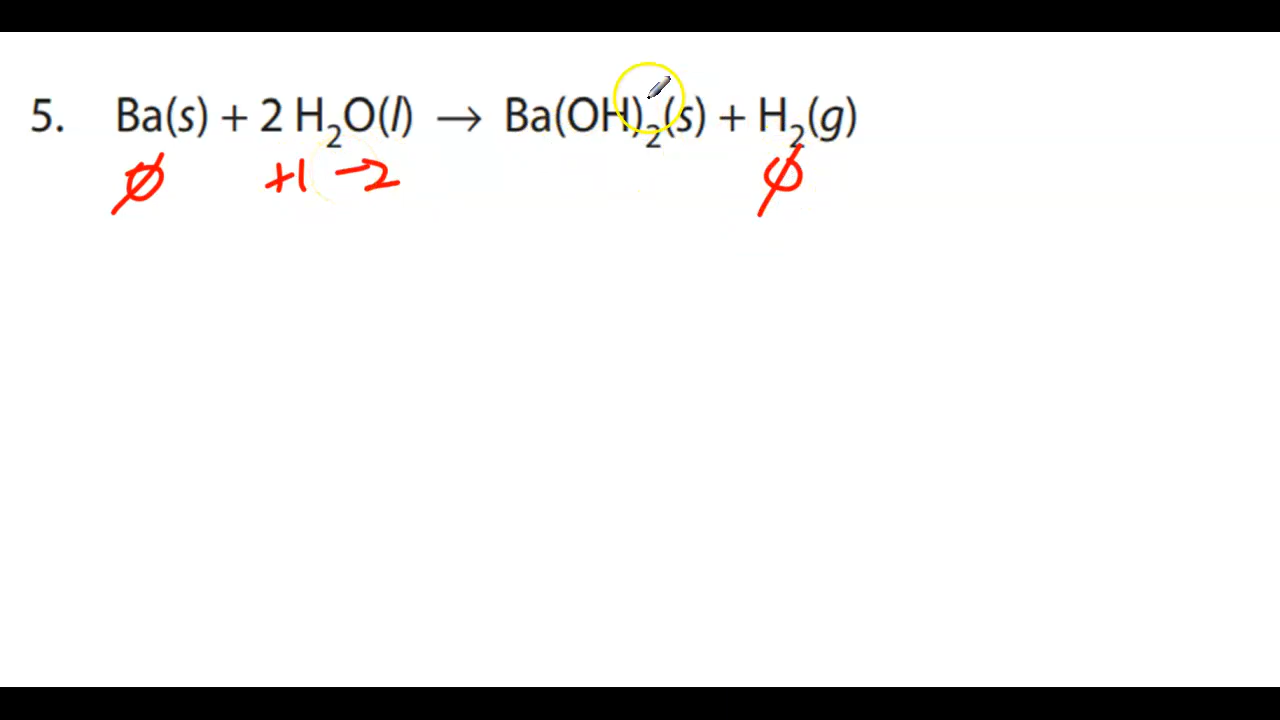 5. Ba(s) + 2 H₂O(l) → Ba(OH)₂(s) + H₂(g)
∅ +1 −2 ∅